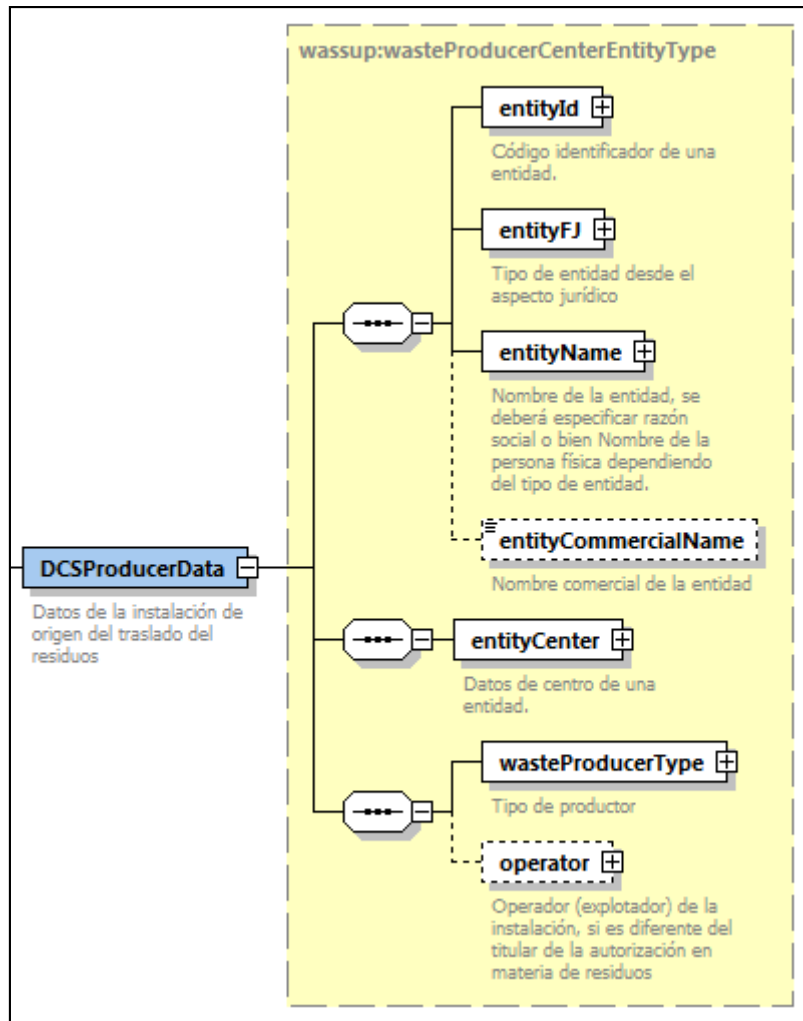 wassup:wasteProducerCenterEntityType
entityId
Código identificador de una
entidad.
entityFJ
Tipo de entidad desde el
aspecto jurídico
entityName
Nombre de la entidad, se
deberá especificar razón
social o bien Nombre de la
persona física dependiendo
del tipo de entidad.
entityCommercialName
Nombre comercial de la entidad
DCSProducerData
Datos de la instalación de
origen del traslado del
residuos
entityCenter
Datos de centro de una
entidad.
wasteProducerType
Tipo de productor
operator
Operador (explotador) de la
instalación, si es diferente del
titular de la autorización en
materia de residuos